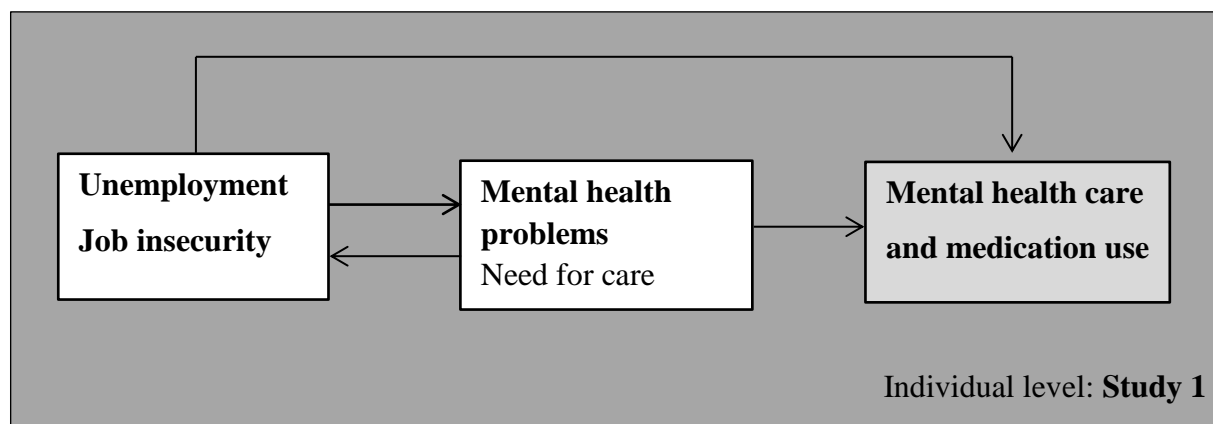 Unemployment
Job insecurity
Mental health
problems
Need for care
Mental health care
and medication use
Individual level: Study 1